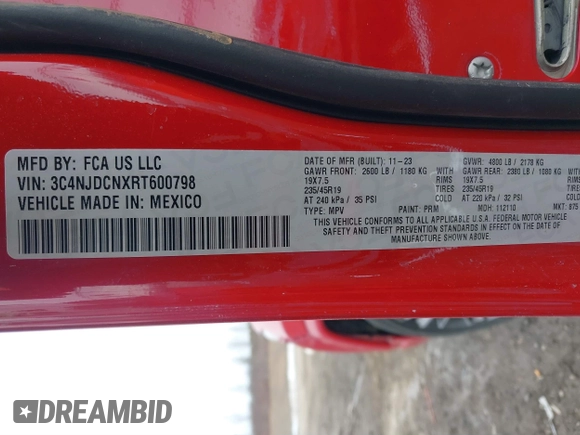 MFD BY: FCA US LLC
VIN: 3C4NJDCNXRT600798
VEHICLE MADE IN: MEXICO
DATE OF MFR (BUILT): 11-23 GVWR: 4800 LB / 2178 KG
GAWR FRONT: 2600 LB / 1180 KG GAWR REAR: 2380 LB / 1080 KG
19X7.5 RIMS 19X7.5 RIMS
235/45R19 TIRES 235/45R19 TIRES
AT 240 kPa / 35 PSI COLD AT 220 kPa / 32 PSI COLD
TYPE: MPV PAINT: PRM MDH: 112110 MKT: 875
THIS VEHICLE CONFORMS TO ALL APPLICABLE U.S.A. FEDERAL MOTOR VEHICLE
SAFETY AND THEFT PREVENTION STANDARDS IN EFFECT ON THE DATE OF
MANUFACTURE SHOWN ABOVE.
DREAMBID